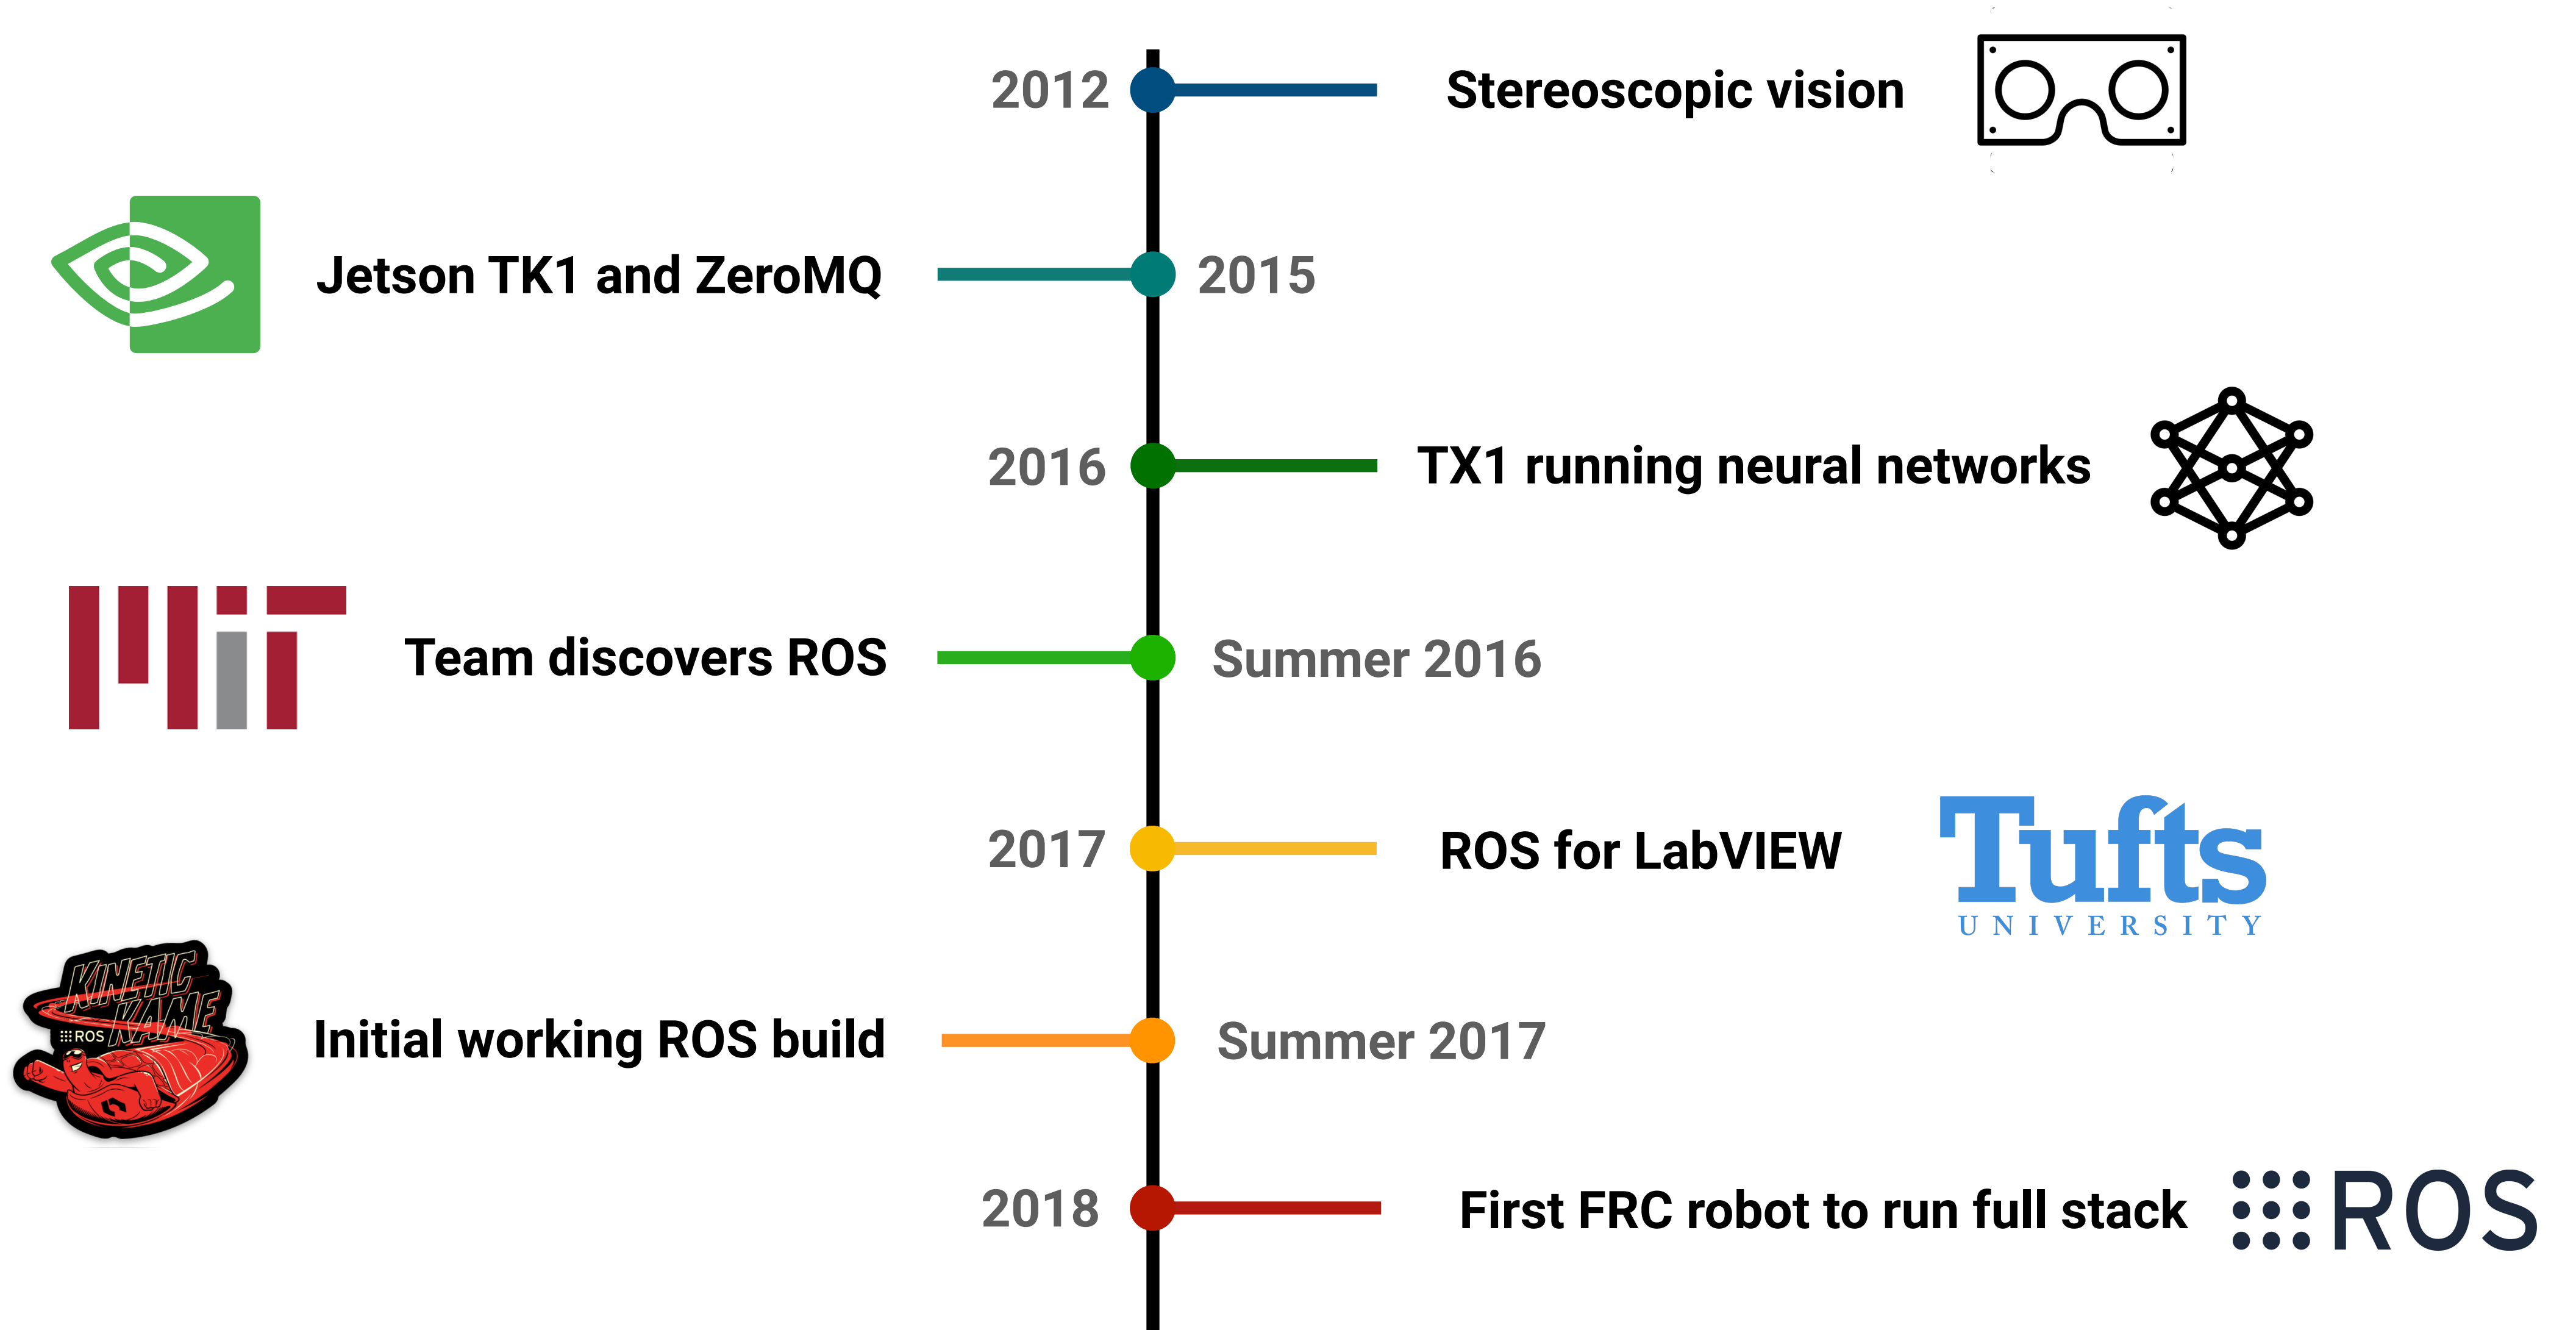 2012
Stereoscopic vision
Jetson TK1 and ZeroMQ
2015
2016
TX1 running neural networks
MiT
Team discovers ROS
Summer 2016
2017
ROS for LabVIEW
Tufts
UNIVERSITY
KINETIC
KAME
ROS
Initial working ROS build
Summer 2017
2018
First FRC robot to run full stack
ROS